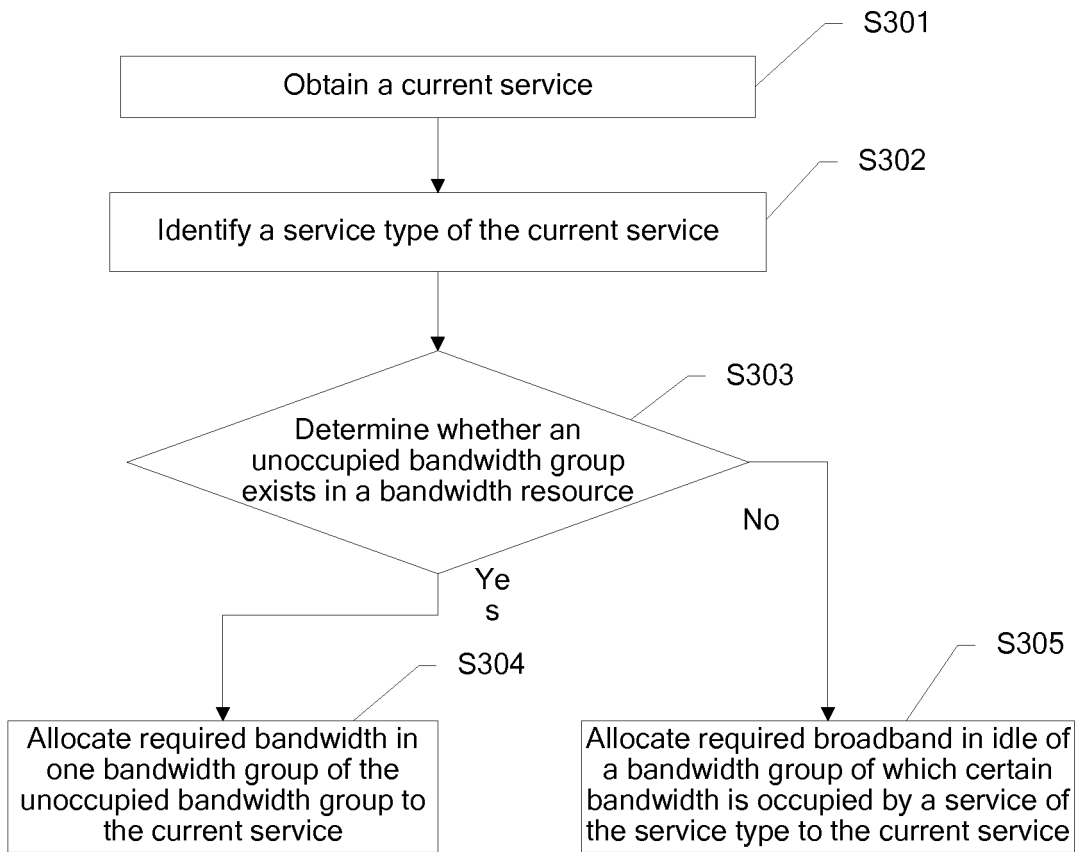 S301
Obtain a current service
S302
Identify a service type of the current service
S303
Determine whether an
unoccupied bandwidth group
exists in a bandwidth resource
No
Ye
s
S304
S305
Allocate required bandwidth in
one bandwidth group of the
unoccupied bandwidth group to
the current service
Allocate required broadband in idle of
a bandwidth group of which certain
bandwidth is occupied by a service of
the service type to the current service